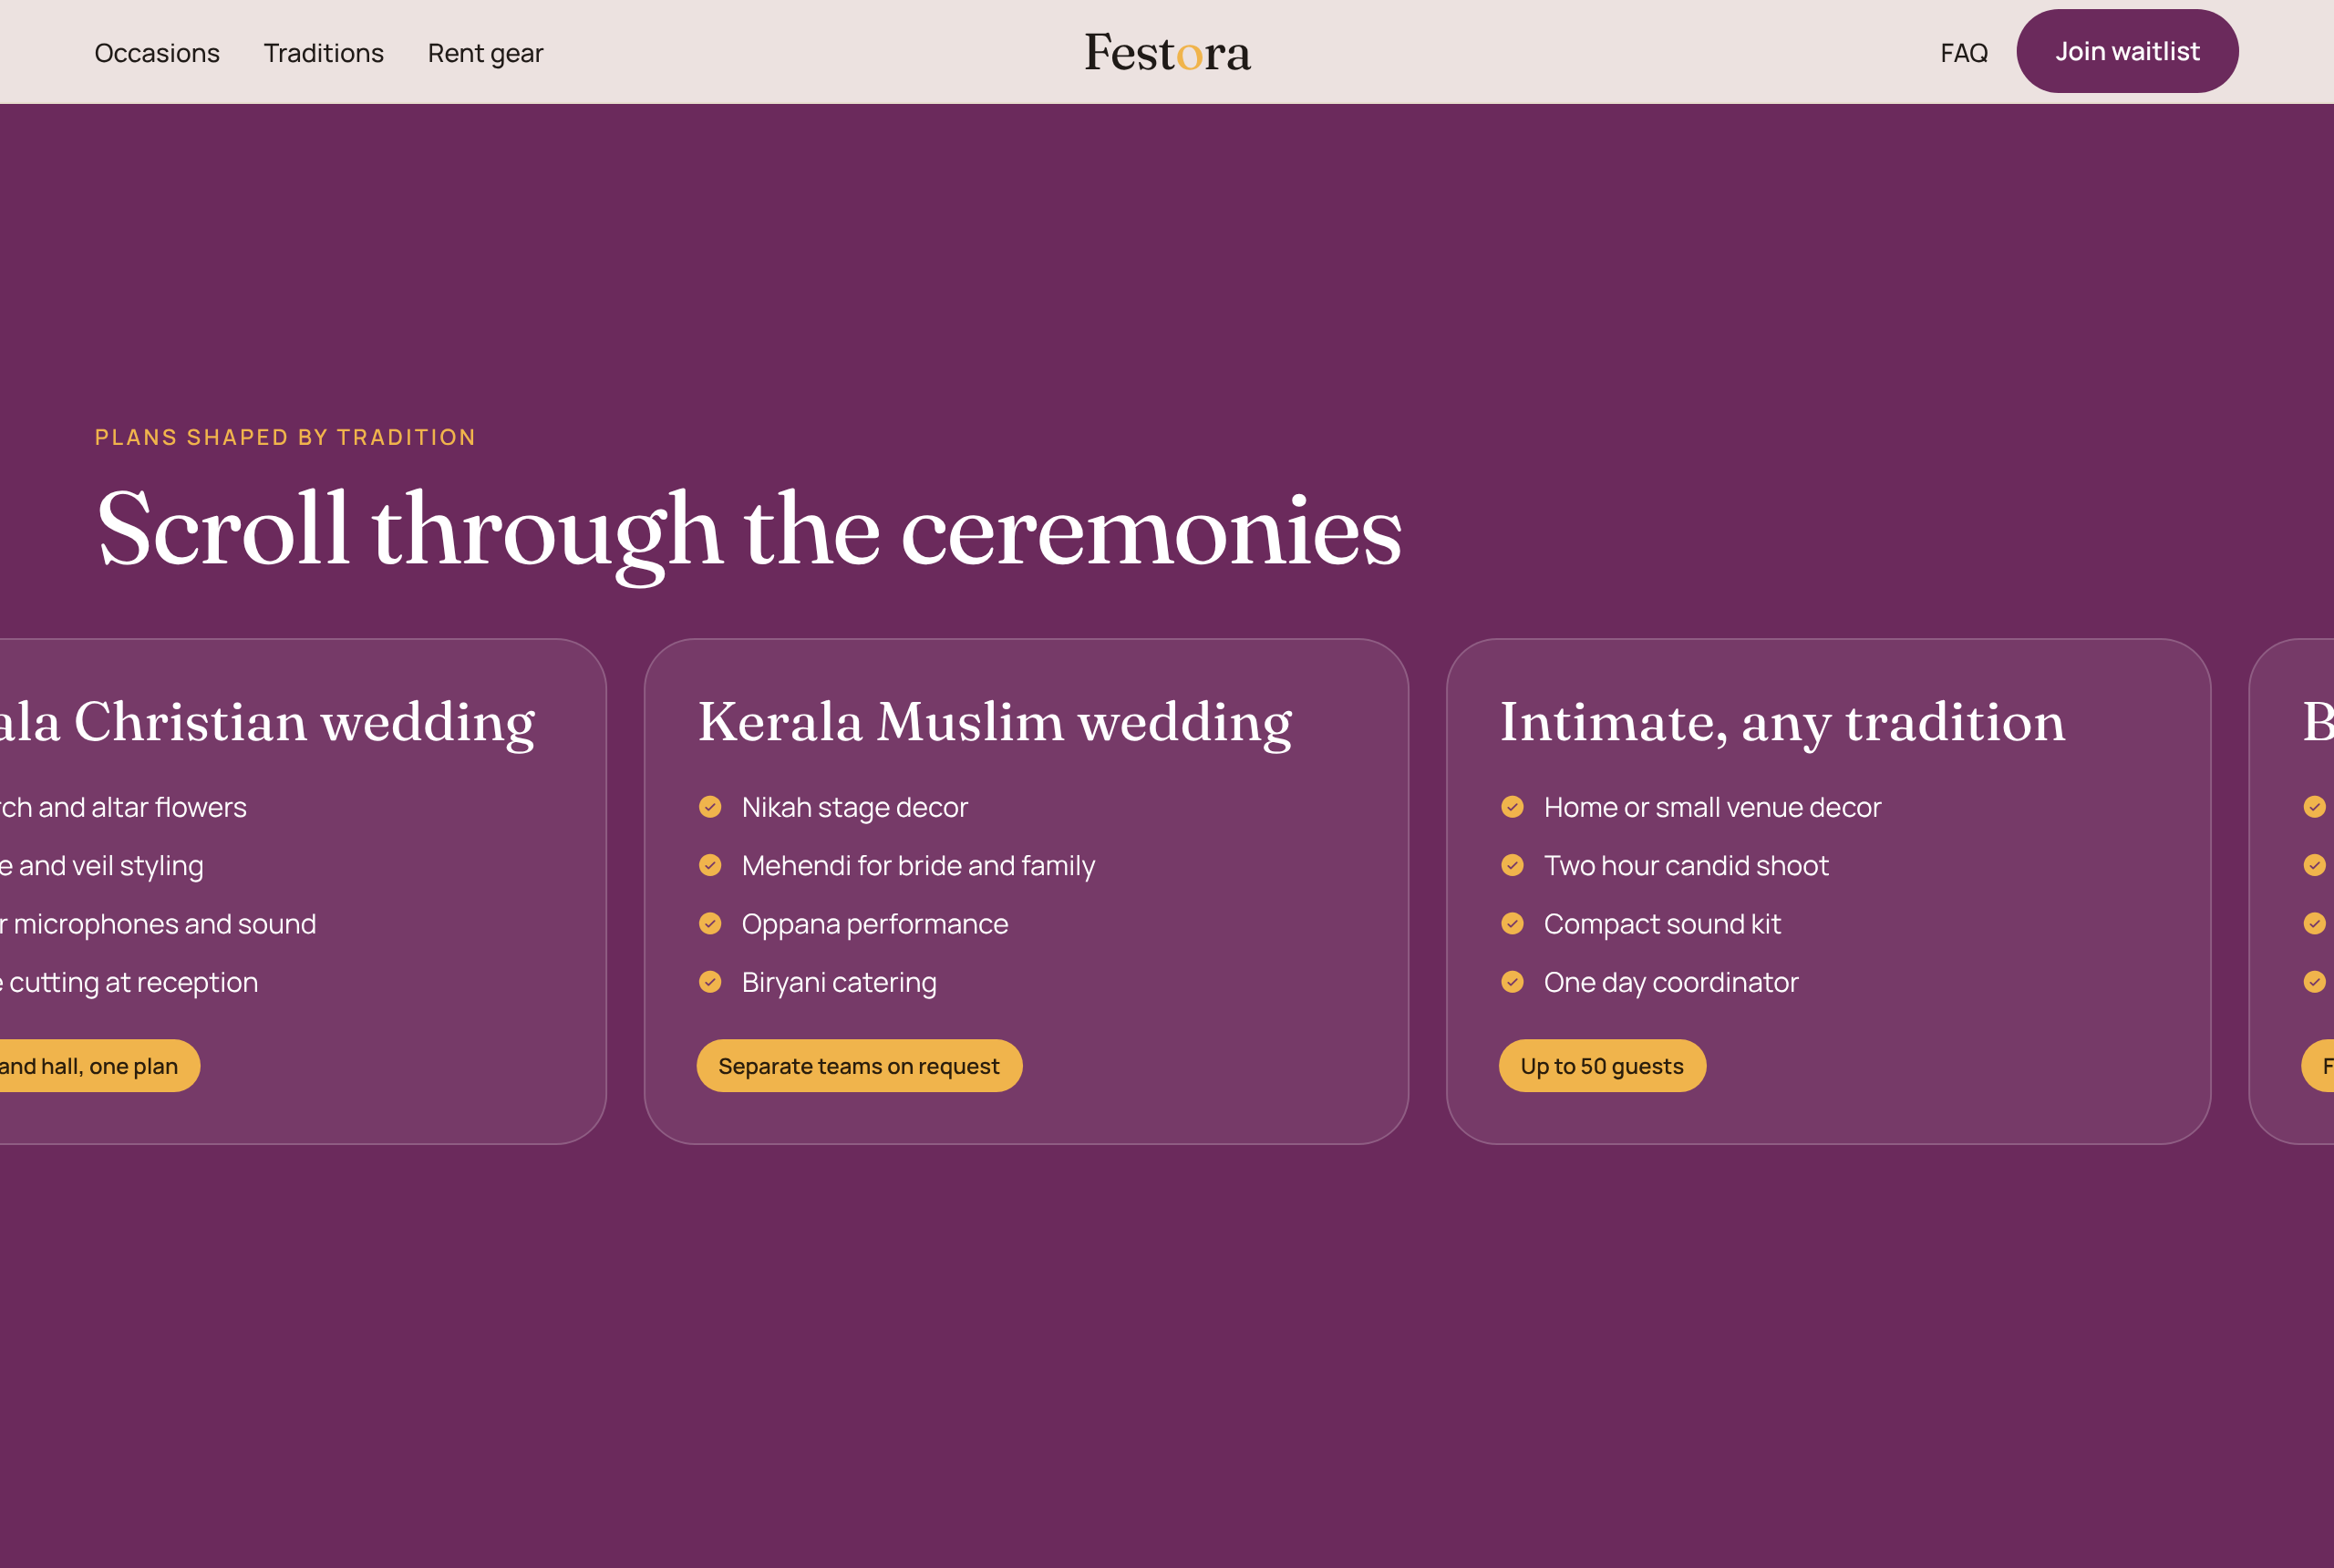 Occasions
Traditions
Rent gear
Festora
FAQ
Join waitlist
PLANS SHAPED BY TRADITION
Scroll through the ceremonies
Christian wedding
and altar flowers
and veil styling
microphones and sound
cutting at reception
and hall, one plan
Kerala Muslim wedding
Nikah stage decor
Mehendi for bride and family
Oppana performance
Biryani catering
Separate teams on request
Intimate, any tradition
Home or small venue decor
Two hour candid shoot
Compact sound kit
One day coordinator
Up to 50 guests